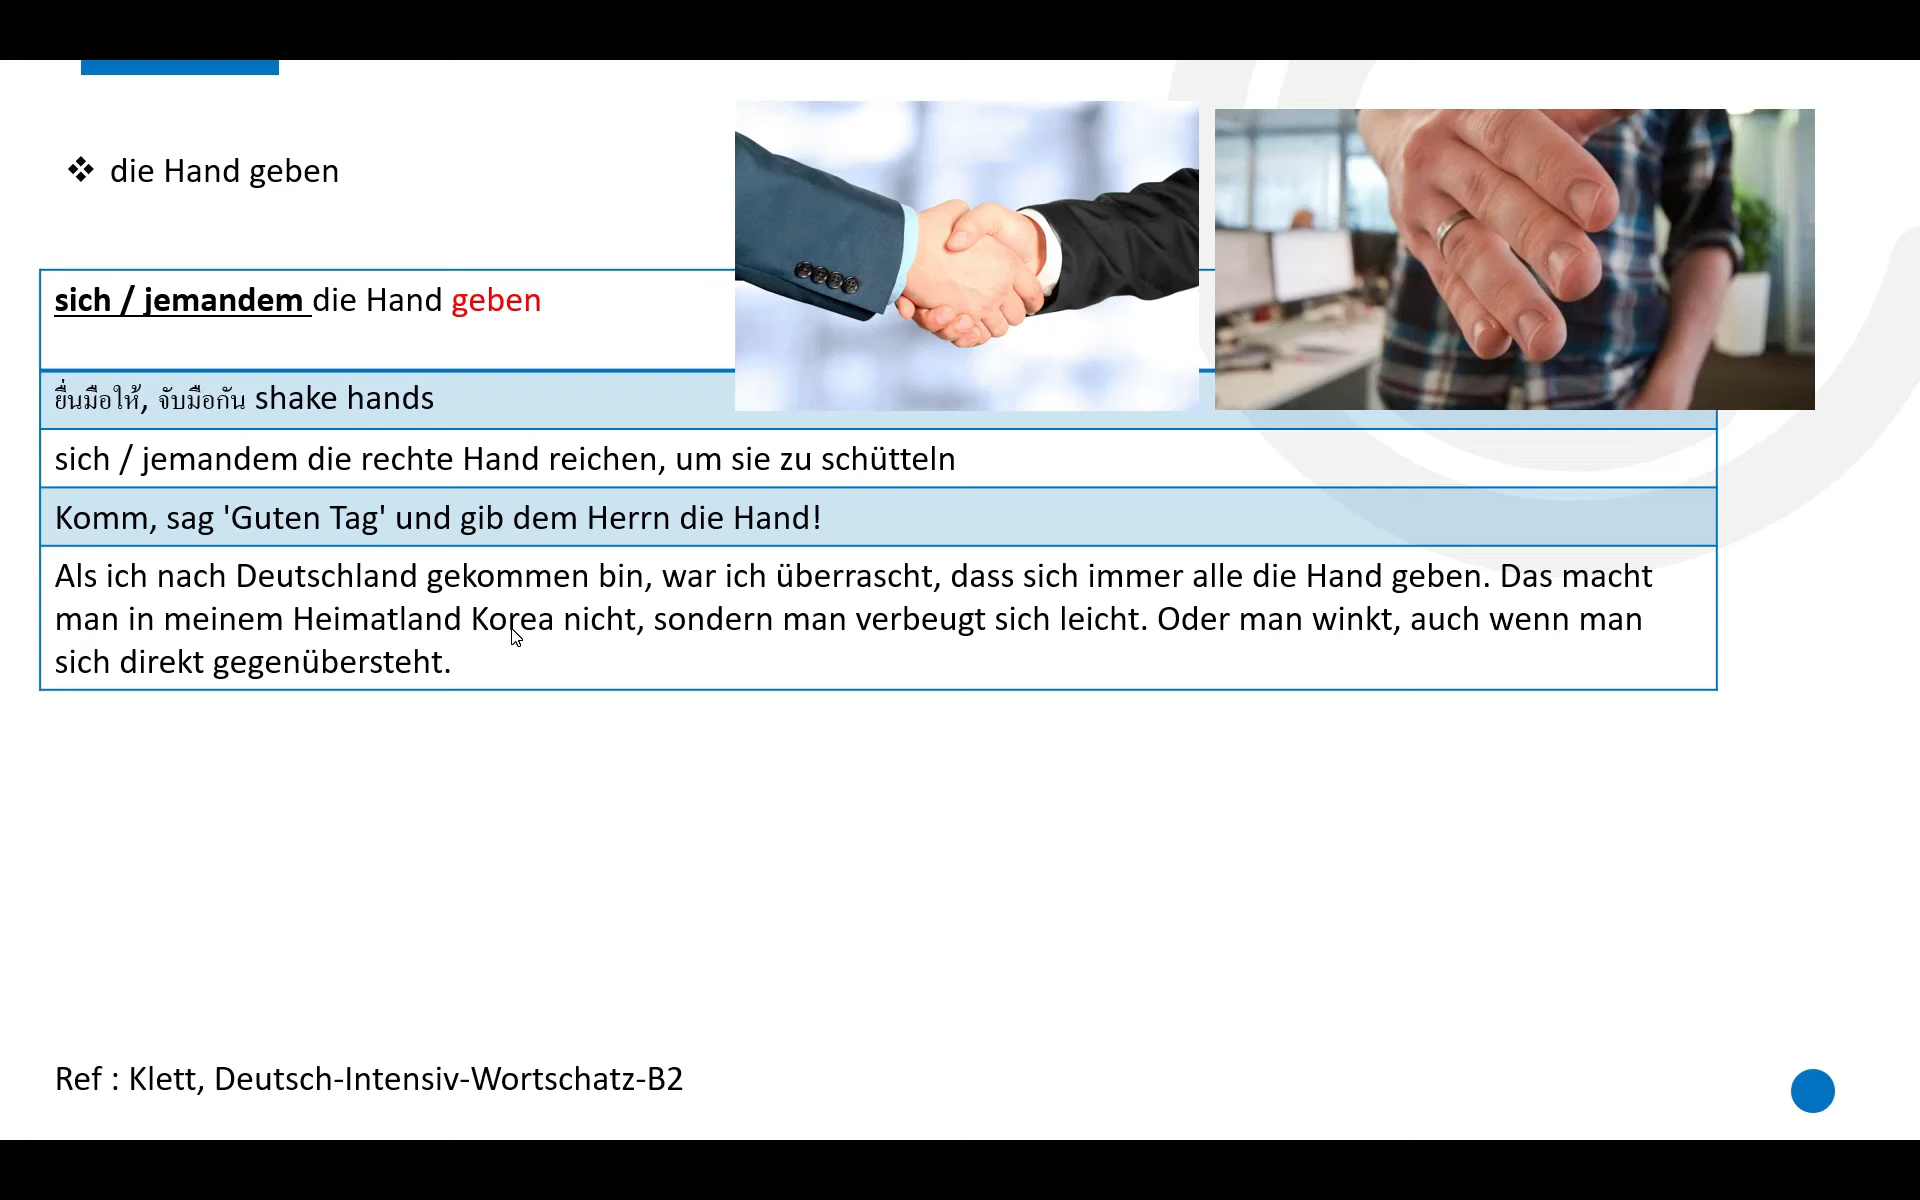 ❖ die Hand geben
sich / jemandem die Hand geben
ยื่นมือให้, จับมือกัน shake hands
sich / jemandem die rechte Hand reichen, um sie zu schütteln
Komm, sag 'Guten Tag' und gib dem Herrn die Hand!
Als ich nach Deutschland gekommen bin, war ich überrascht, dass sich immer alle die Hand geben. Das macht
man in meinem Heimatland Korea nicht, sondern man verbeugt sich leicht. Oder man winkt, auch wenn man
sich direkt gegenübersteht.
Ref : Klett, Deutsch-Intensiv-Wortschatz-B2